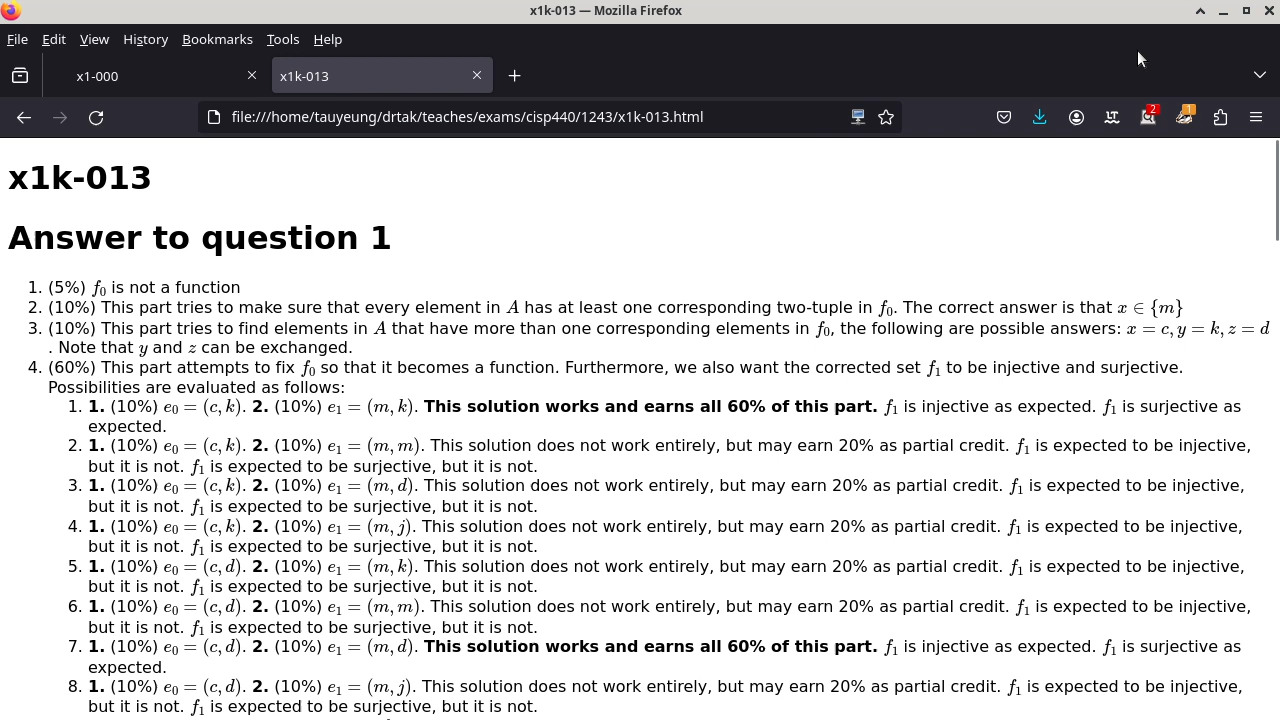 x1k-013 — Mozilla Firefox
File Edit View History Bookmarks Tools Help
x1-000
x1k-013
file:///home/tauyeung/drtak/teaches/exams/cisp440/1243/x1k-013.html
2
1
x1k-013
Answer to question 1
1. (5%) f₀ is not a function
2. (10%) This part tries to make sure that every element in A has at least one corresponding two-tuple in f₀. The correct answer is that x ∈ {m}
3. (10%) This part tries to find elements in A that have more than one corresponding elements in f₀, the following are possible answers: x = c, y = k, z = d
. Note that y and z can be exchanged.
4. (60%) This part attempts to fix f₀ so that it becomes a function. Furthermore, we also want the corrected set f₁ to be injective and surjective.
Possibilities are evaluated as follows:
1. 1. (10%) e₀ = (c, k). 2. (10%) e₁ = (m, k). This solution works and earns all 60% of this part. f₁ is injective as expected. f₁ is surjective as
expected.
2. 1. (10%) e₀ = (c, k). 2. (10%) e₁ = (m, m). This solution does not work entirely, but may earn 20% as partial credit. f₁ is expected to be injective,
but it is not. f₁ is expected to be surjective, but it is not.
3. 1. (10%) e₀ = (c, k). 2. (10%) e₁ = (m, d). This solution does not work entirely, but may earn 20% as partial credit. f₁ is expected to be injective,
but it is not. f₁ is expected to be surjective, but it is not.
4. 1. (10%) e₀ = (c, k). 2. (10%) e₁ = (m, j). This solution does not work entirely, but may earn 20% as partial credit. f₁ is expected to be injective,
but it is not. f₁ is expected to be surjective, but it is not.
5. 1. (10%) e₀ = (c, d). 2. (10%) e₁ = (m, k). This solution does not work entirely, but may earn 20% as partial credit. f₁ is expected to be injective,
but it is not. f₁ is expected to be surjective, but it is not.
6. 1. (10%) e₀ = (c, d). 2. (10%) e₁ = (m, m). This solution does not work entirely, but may earn 20% as partial credit. f₁ is expected to be injective,
but it is not. f₁ is expected to be surjective, but it is not.
7. 1. (10%) e₀ = (c, d). 2. (10%) e₁ = (m, d). This solution works and earns all 60% of this part. f₁ is injective as expected. f₁ is surjective as
expected.
8. 1. (10%) e₀ = (c, d). 2. (10%) e₁ = (m, j). This solution does not work entirely, but may earn 20% as partial credit. f₁ is expected to be injective,
but it is not. f₁ is expected to be surjective, but it is not.